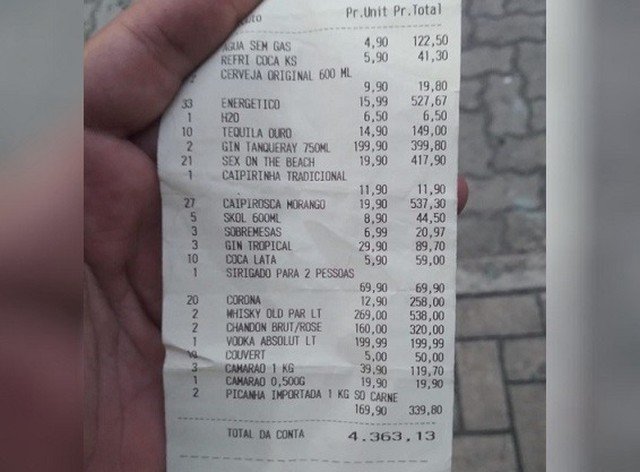 Pr.Unit Pr.Total
AGUA SEM GAS 4,90 122,50
REFRI COCA KS 5,90 41,30
CERVEJA ORIGINAL 600 ML
9,90 19,80
33 ENERGETICO 15,99 527,67
1 H2O 6,50 6,50
10 TEQUILA OURO 14,90 149,00
2 GIN TANQUERAY 750ML 199,90 399,80
21 SEX ON THE BEACH 19,90 417,90
1 CAIPIRINHA TRADICIONAL
11,90 11,90
27 CAIPIROSCA MORANGO 19,90 537,30
5 SKOL 600ML 8,90 44,50
3 SOBREMESAS 6,99 20,97
3 GIN TROPICAL 29,90 89,70
10 COCA LATA 5,90 59,00
1 SIRIGADO PARA 2 PESSOAS
69,90 69,90
20 CORONA 12,90 258,00
2 WHISKY OLD PAR LT 269,00 538,00
2 CHANDON BRUT/ROSE 160,00 320,00
1 VODKA ABSOLUT LT 199,99 199,99
10 COUVERT 5,00 50,00
3 CAMARAO 1 KG 39,90 119,70
1 CAMARAO 0,500G 19,90 19,90
2 PICANHA IMPORTADA 1 KG SO CARNE
169,90 339,80
TOTAL DA CONTA 4.363,13